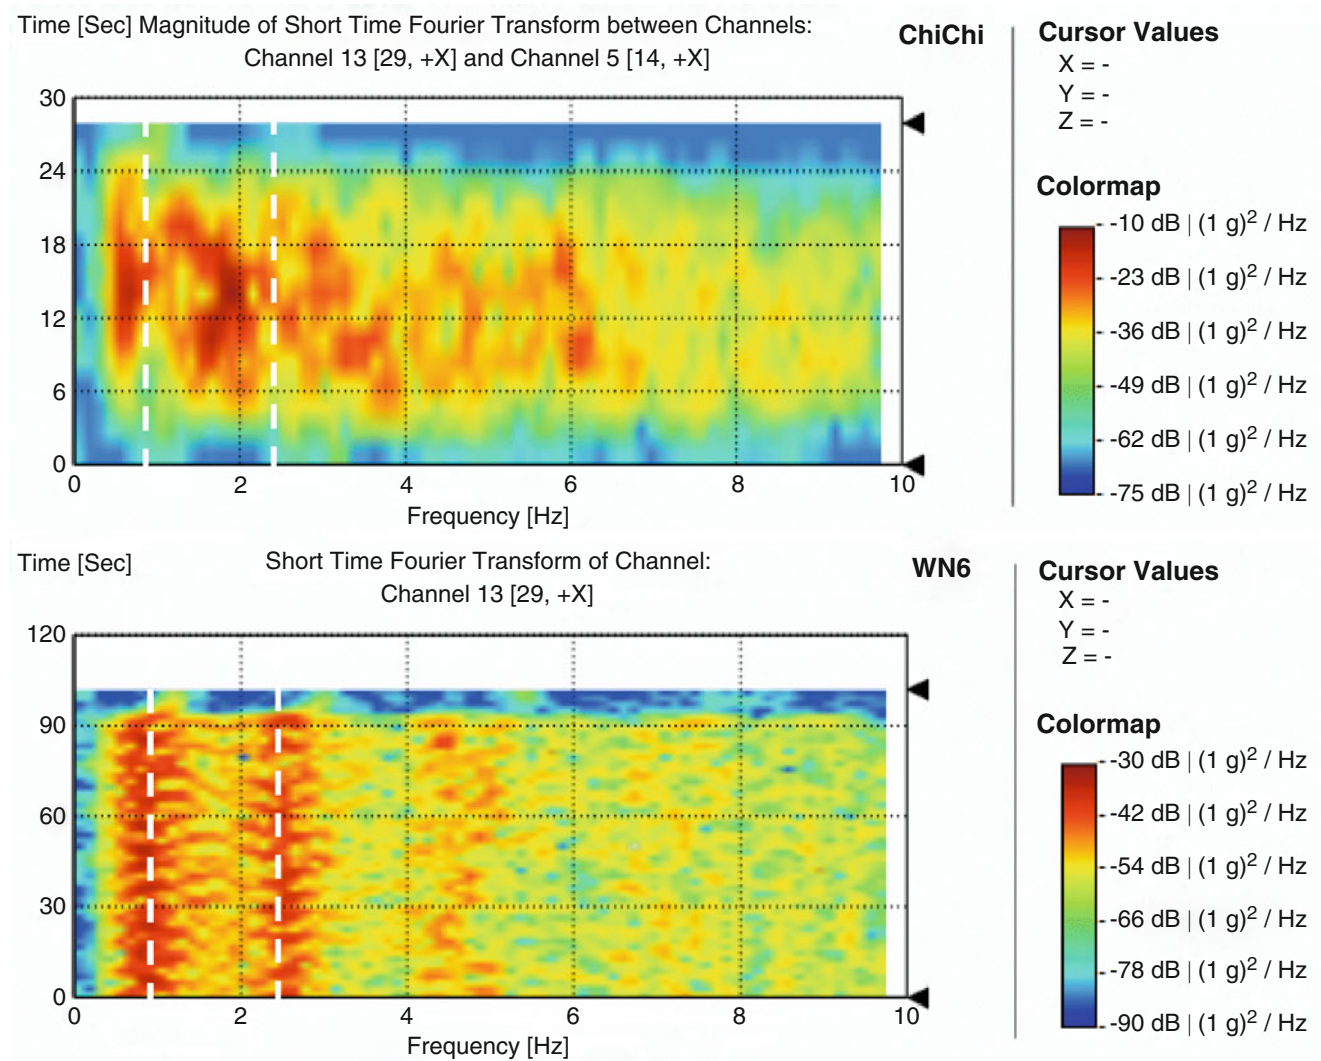 Time [Sec] Magnitude of Short Time Fourier Transform between Channels:
Channel 13 [29, +X] and Channel 5 [14, +X]
ChiChi
30
24
18
12
6
0
0 2 4 6 8 10
Frequency [Hz]
Cursor Values
X = -
Y = -
Z = -
Colormap
-10 dB | (1 g)² / Hz
-23 dB | (1 g)² / Hz
-36 dB | (1 g)² / Hz
-49 dB | (1 g)² / Hz
-62 dB | (1 g)² / Hz
-75 dB | (1 g)² / Hz
Time [Sec] Short Time Fourier Transform of Channel:
Channel 13 [29, +X]
WN6
120
90
60
30
0
0 2 4 6 8 10
Frequency [Hz]
Cursor Values
X = -
Y = -
Z = -
Colormap
-30 dB | (1 g)² / Hz
-42 dB | (1 g)² / Hz
-54 dB | (1 g)² / Hz
-66 dB | (1 g)² / Hz
-78 dB | (1 g)² / Hz
-90 dB | (1 g)² / Hz